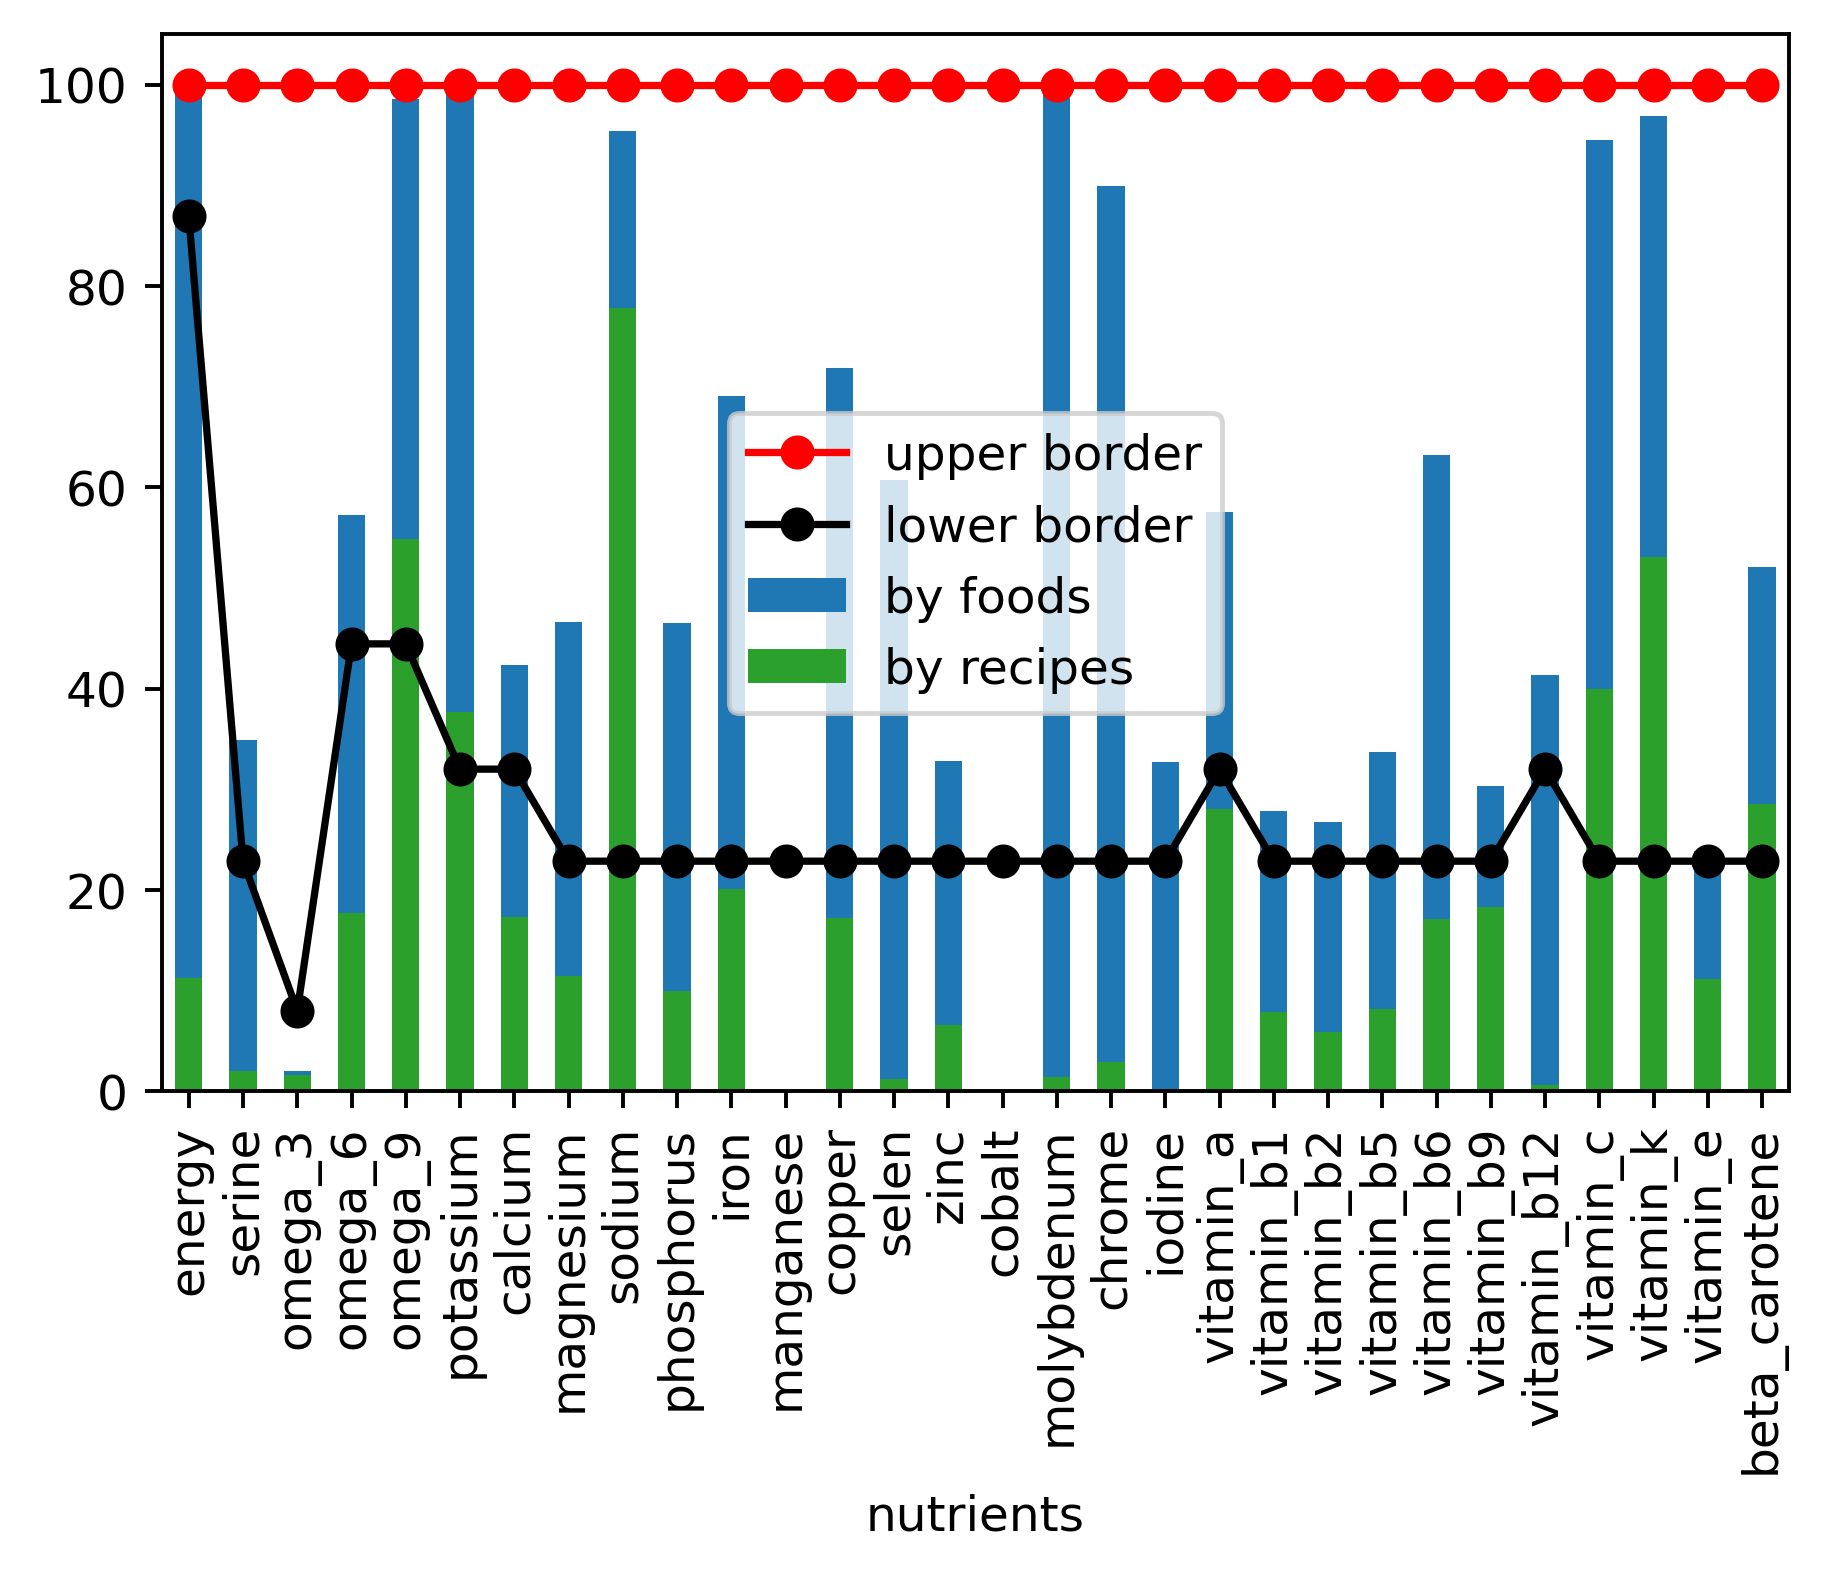 100
80
60
40
20
0
upper border
lower border
by foods
by recipes
energy
serine
omega_3
omega_6
omega_9
potassium
calcium
magnesium
sodium
phosphorus
iron
manganese
copper
selen
zinc
cobalt
molybdenum
chrome
iodine
vitamin_a
vitamin_b1
vitamin_b2
vitamin_b5
vitamin_b6
vitamin_b9
vitamin_b12
vitamin_c
vitamin_k
vitamin_e
beta_carotene
nutrients